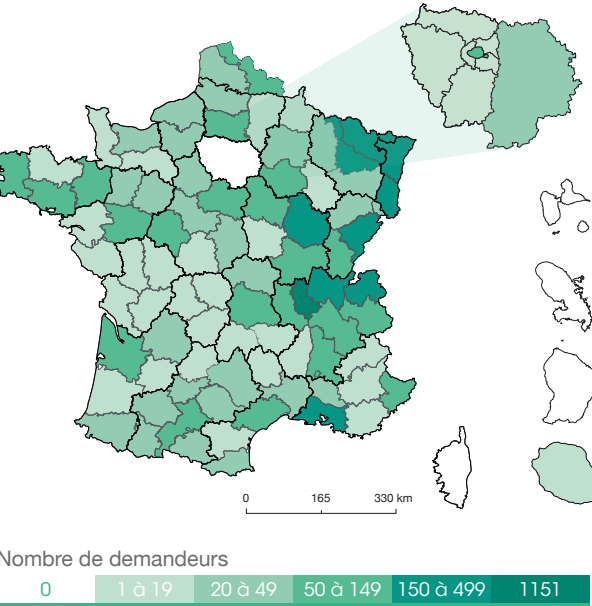 0 165 330 km
Nombre de demandeurs
0 1 à 19 20 à 49 50 à 149 150 à 499 1151